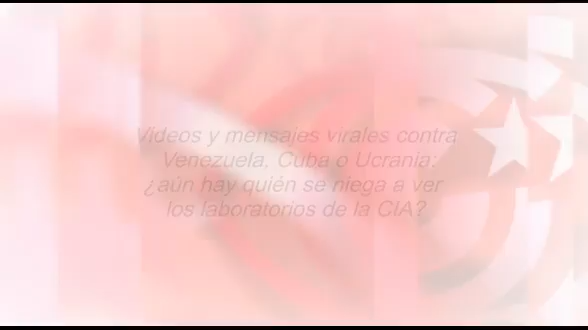 Videos y mensajes virales contra
Venezuela, Cuba o Ucrania:
¿aún hay quién se niega a ver
los laboratorios de la CIA?